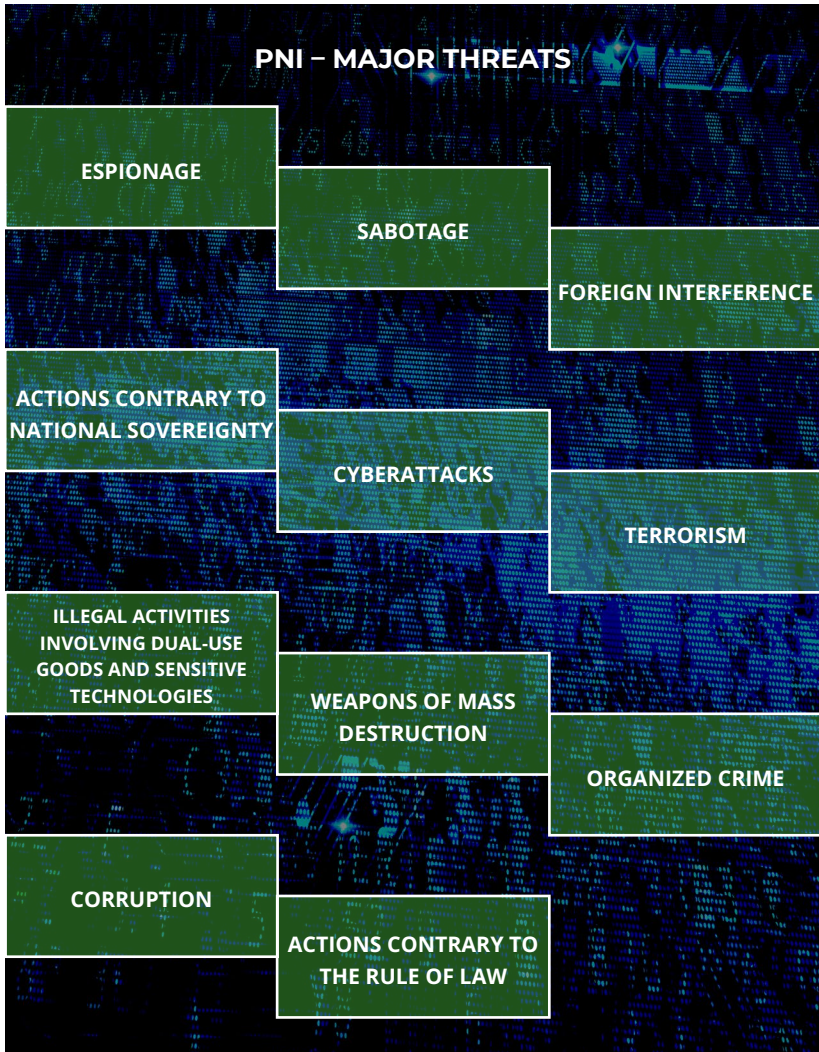 PNI – MAJOR THREATS
ESPIONAGE
SABOTAGE
FOREIGN INTERFERENCE
ACTIONS CONTRARY TO
NATIONAL SOVEREIGNTY
CYBERATTACKS
TERRORISM
ILLEGAL ACTIVITIES
INVOLVING DUAL-USE
GOODS AND SENSITIVE
TECHNOLOGIES
WEAPONS OF MASS
DESTRUCTION
ORGANIZED CRIME
CORRUPTION
ACTIONS CONTRARY TO
THE RULE OF LAW